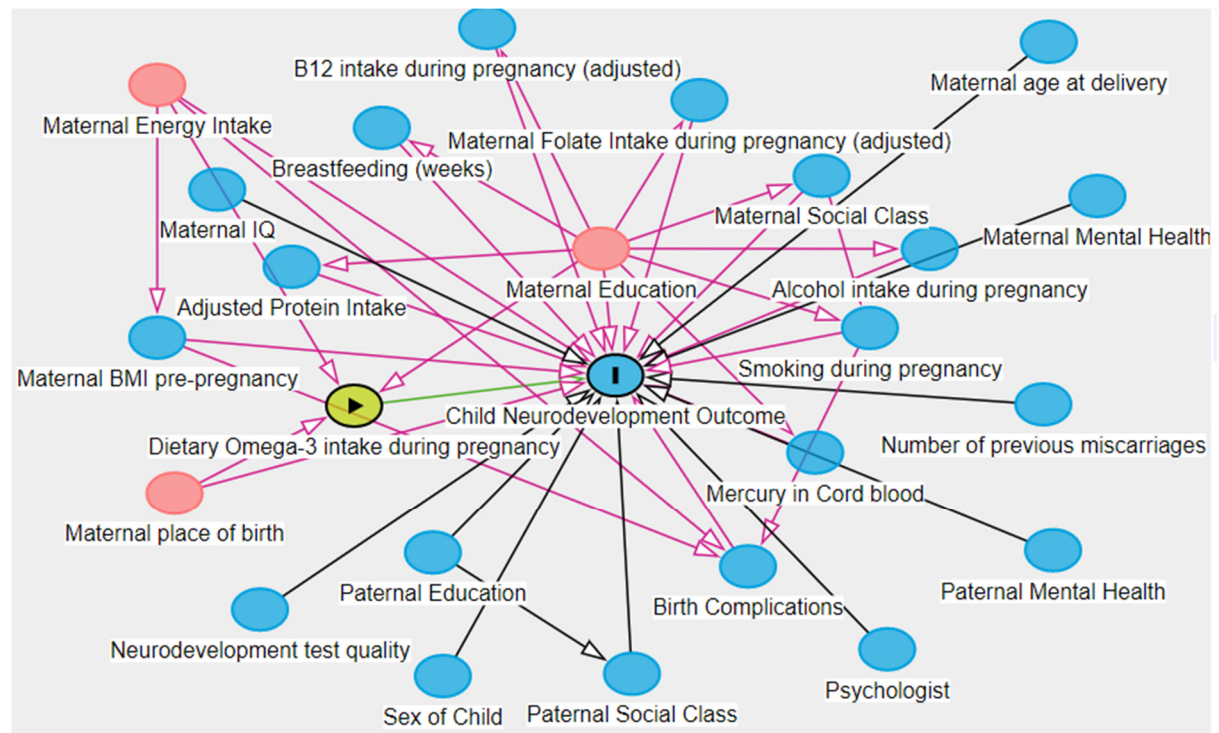 B12 intake during pregnancy (adjusted)
Maternal age at delivery
Maternal Energy Intake
Maternal Folate Intake during pregnancy (adjusted)
Breastfeeding (weeks)
Maternal Social Class
Maternal IQ
Maternal Mental Health
Maternal Education
Alcohol intake during pregnancy
Adjusted Protein Intake
Smoking during pregnancy
Maternal BMI pre-pregnancy
Child Neurodevelopment Outcome
Dietary Omega-3 intake during pregnancy
Number of previous miscarriages
Mercury in Cord blood
Maternal place of birth
Paternal Education
Paternal Mental Health
Birth Complications
Neurodevelopment test quality
Psychologist
Sex of Child
Paternal Social Class